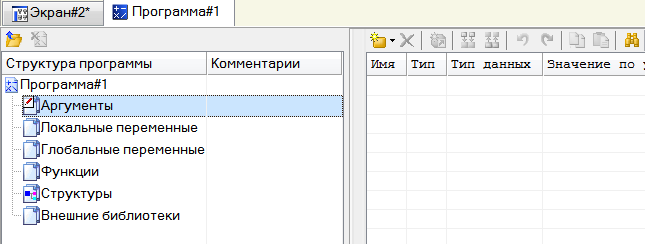 Экран#2* Программа#1
Структура программы Комментарии
Имя Тип Тип данных Значение по
Программа#1
Аргументы
Локальные переменные
Глобальные переменные
Функции
Структуры
Внешние библиотеки